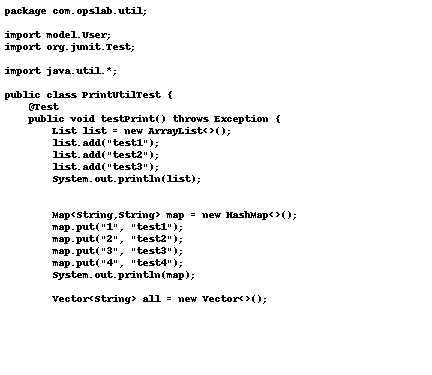 package com.opslab.util;

import model.User;
import org.junit.Test;

import java.util.*;

public class PrintUtilTest {
    @Test
    public void testPrint() throws Exception {
        List list = new ArrayList<>();
        list.add("test1");
        list.add("test2");
        list.add("test3");
        System.out.println(list);


        Map<String,String> map = new HashMap<>();
        map.put("1", "test1");
        map.put("2", "test2");
        map.put("3", "test3");
        map.put("4", "test4");
        System.out.println(map);

        Vector<String> all = new Vector<>();